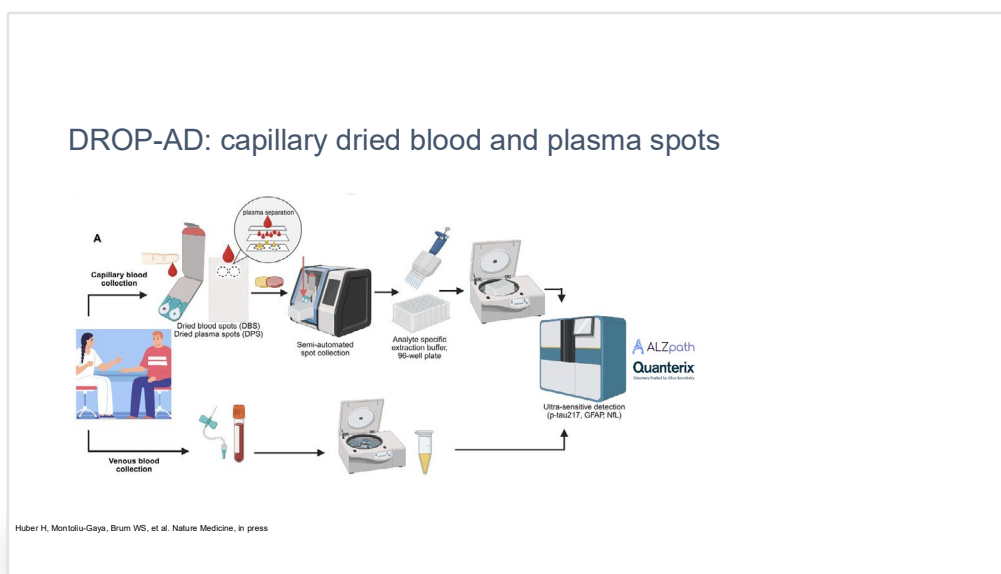 DROP-AD: capillary dried blood and plasma spots
A
plasma separation
Capillary blood
collection
Dried blood spots (DBS)
Dried plasma spots (DPS)
Semi-automated
spot collection
Analyte specific
extraction buffer,
96-well plate
ALZpath
Quanterix
Ultra-sensitive detection
(p-tau217, GFAP, NfL)
Venous blood
collection
Huber H, Montoliu-Gaya, Brum WS, et al. Nature Medicine, in press